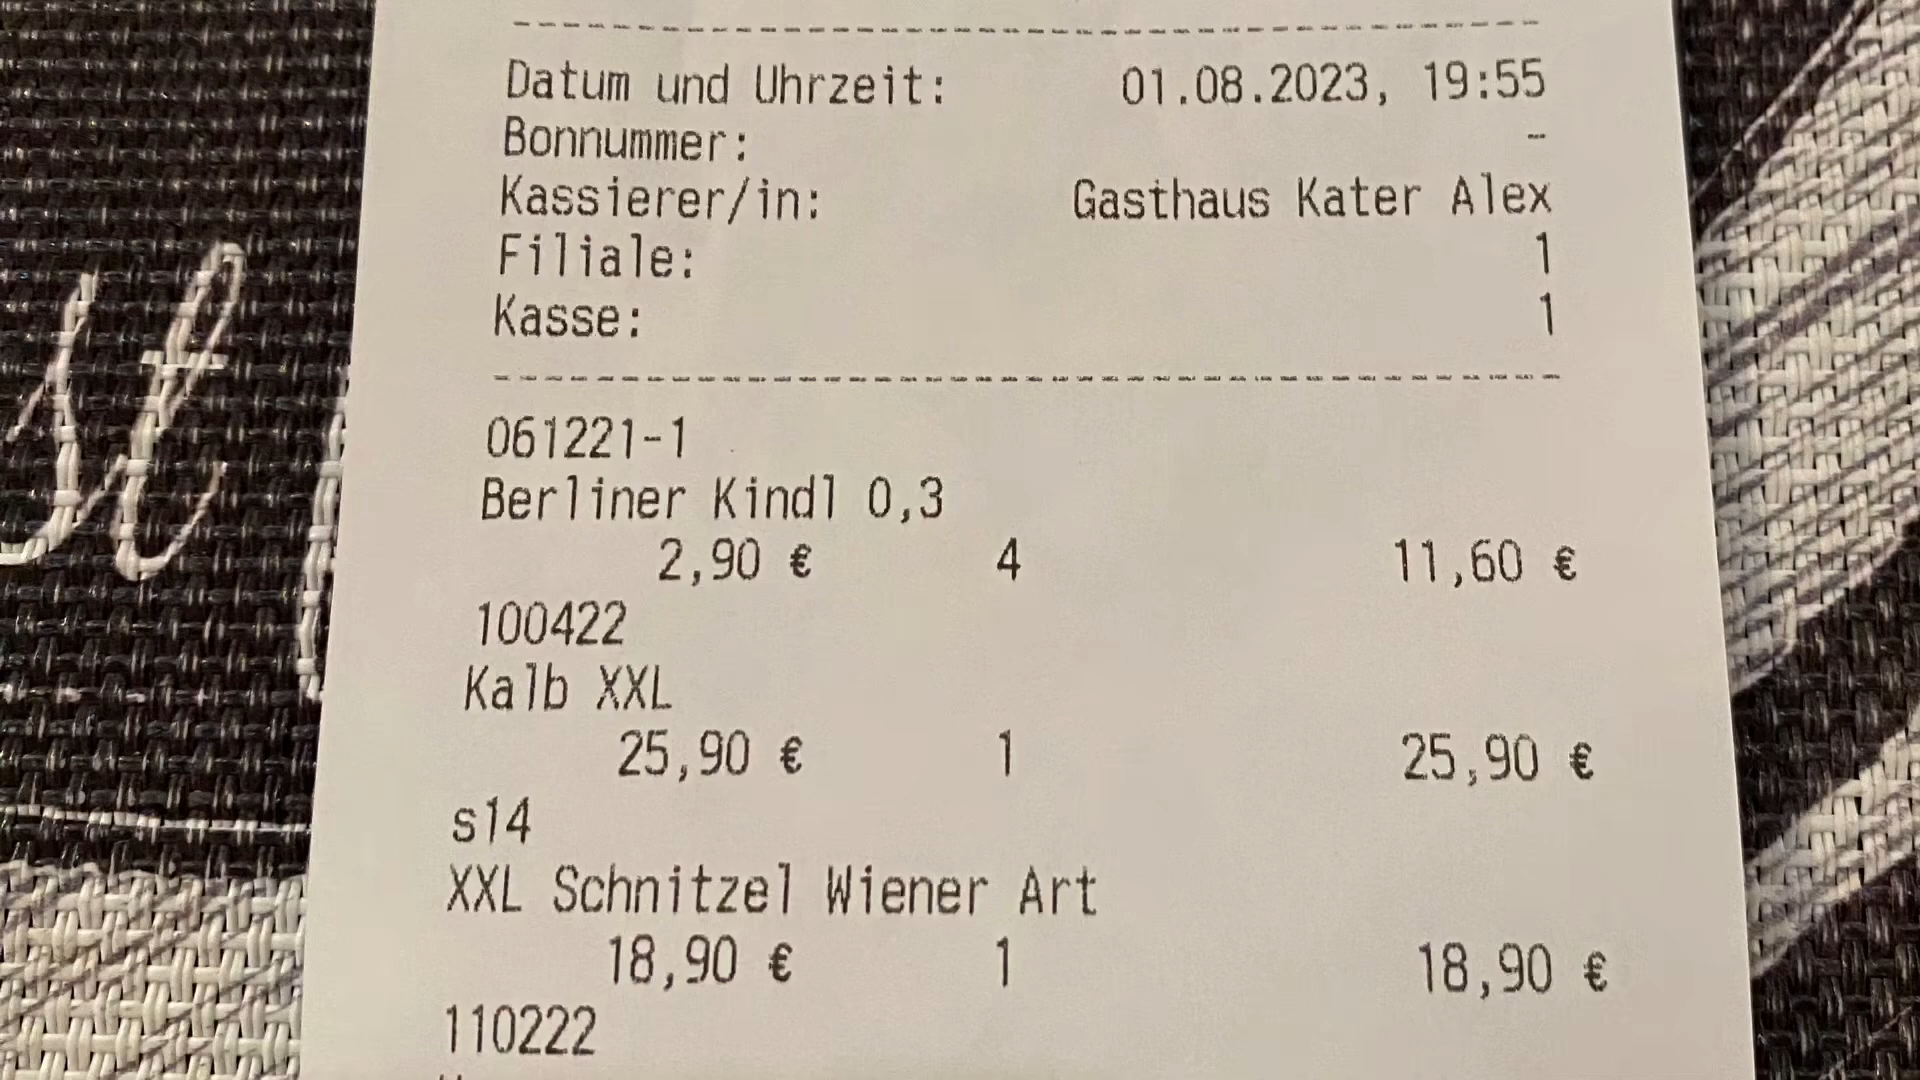 Datum und Uhrzeit: 01.08.2023, 19:55
Bonnummer: -
Kassierer/in: Gasthaus Kater Alex
Filiale: 1
Kasse: 1
061221-1
Berliner Kindl 0,3
2,90 € 4 11,60 €
100422
Kalb XXL
25,90 € 1 25,90 €
s14
XXL Schnitzel Wiener Art
18,90 € 1 18,90 €
110222